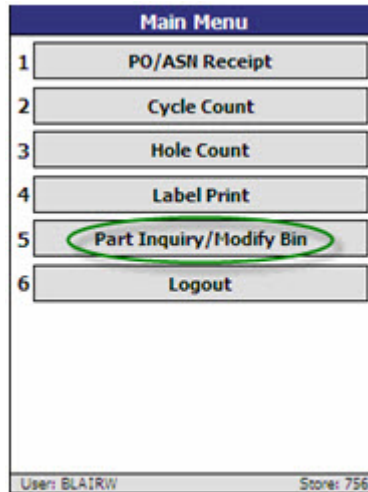 Main Menu
1 PO/ASN Receipt
2 Cycle Count
3 Hole Count
4 Label Print
5 Part Inquiry/Modify Bin
6 Logout
User: BLAIRW Store: 756